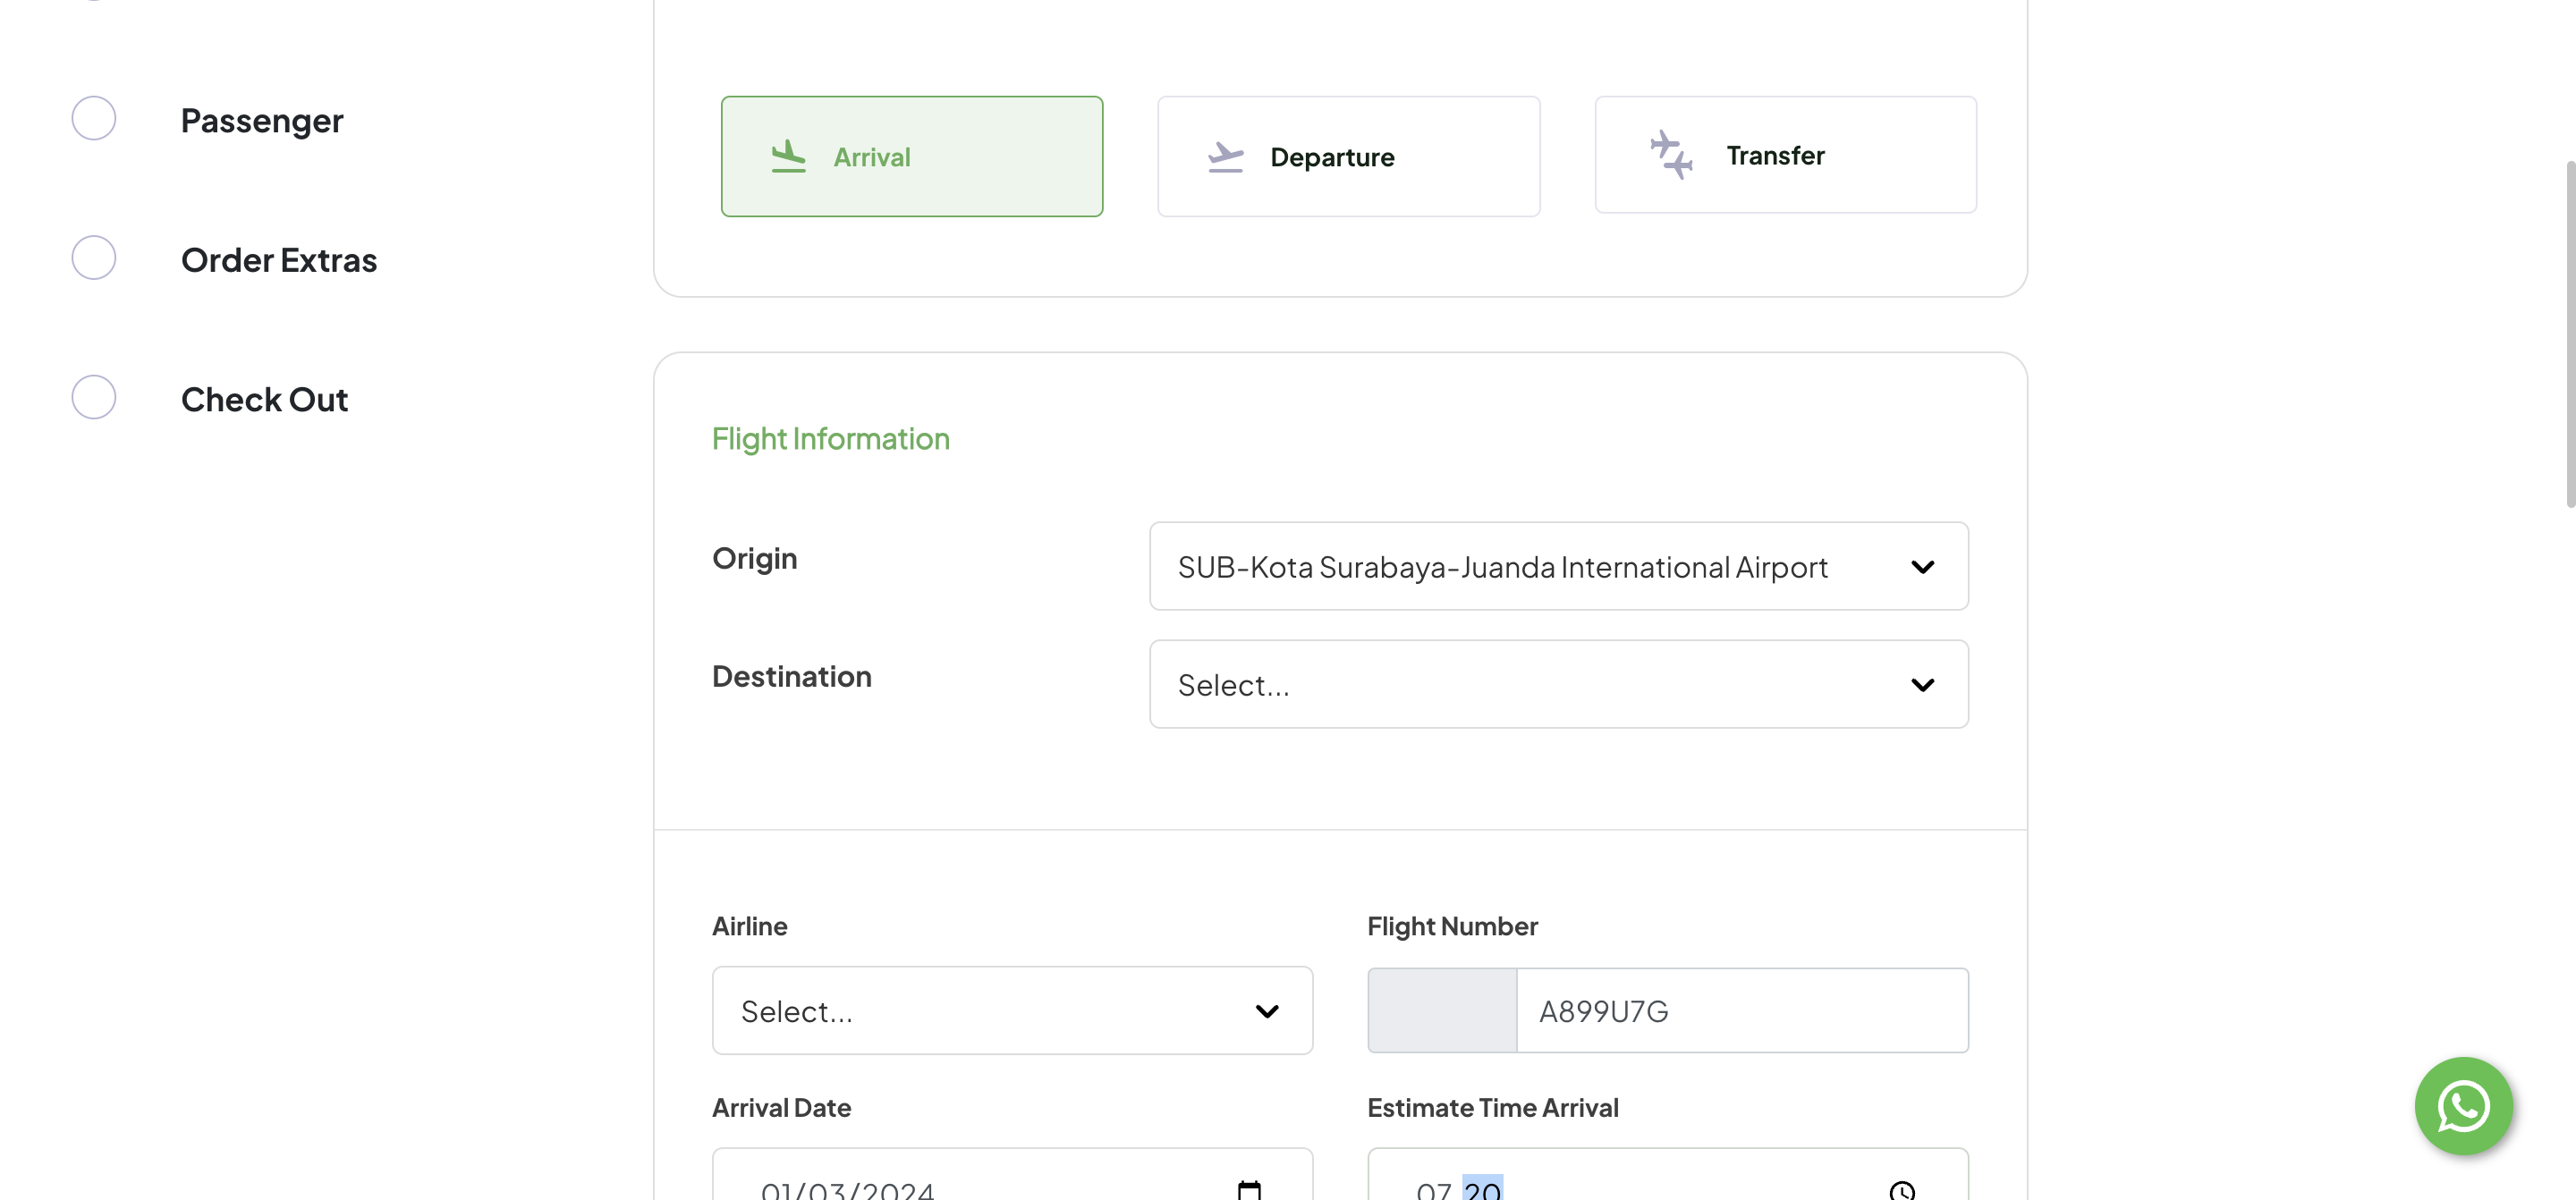 Passenger
Order Extras
Check Out
Arrival
Departure
Transfer
Flight Information
Origin
SUB-Kota Surabaya-Juanda International Airport
Destination
Select...
Airline
Flight Number
Select...
A899U7G
Arrival Date
Estimate Time Arrival
01/03/2024
07 20